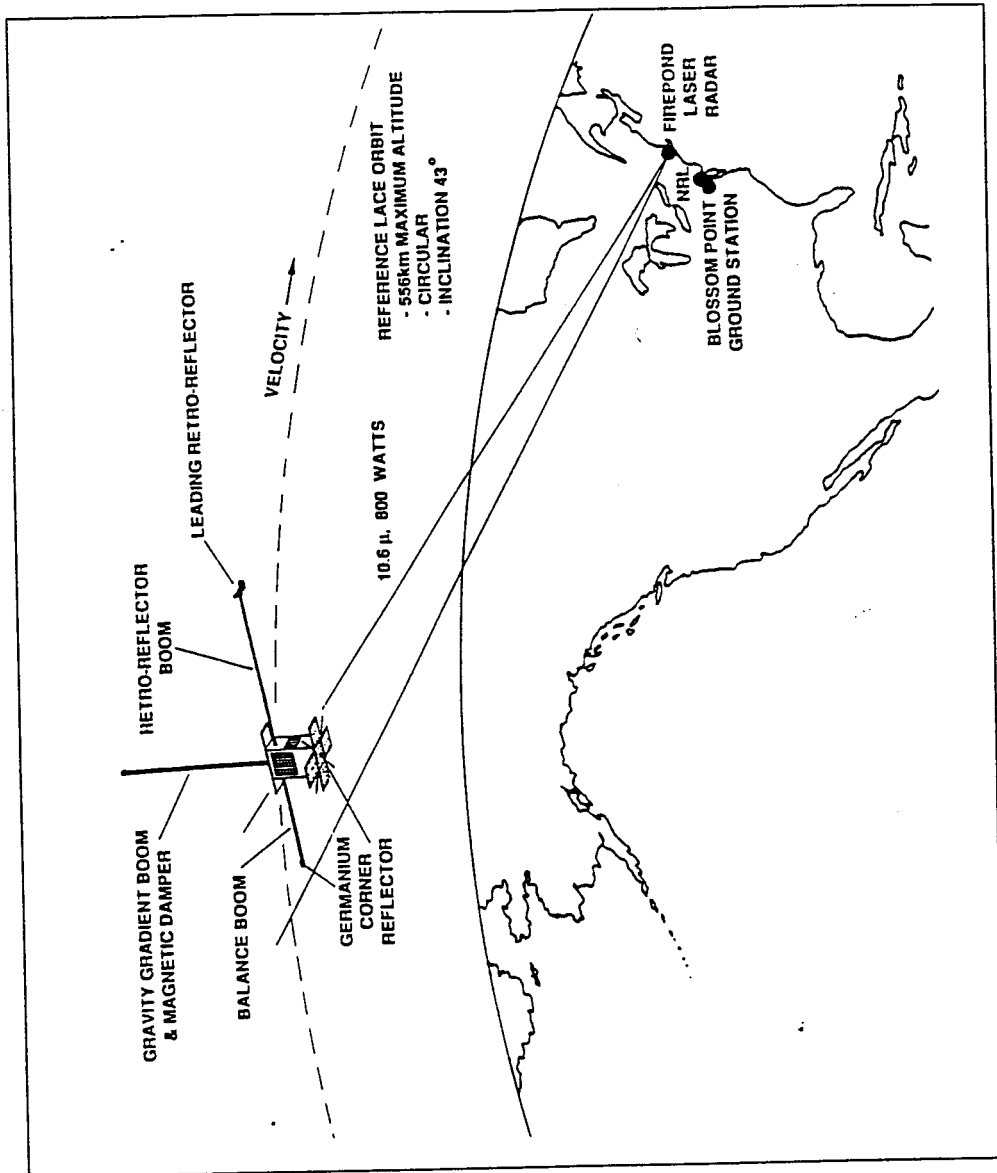 GRAVITY GRADIENT BOOM
& MAGNETIC DAMPER
RETRO-REFLECTOR
BOOM
LEADING RETRO-REFLECTOR
BALANCE BOOM
VELOCITY
GERMANIUM
CORNER
REFLECTOR
10.6 μ, 800 WATTS
REFERENCE LACE ORBIT
- 556km MAXIMUM ALTITUDE
- CIRCULAR
- INCLINATION 43°
FIREPOND
LASER
RADAR
NRL
BLOSSOM POINT
GROUND STATION